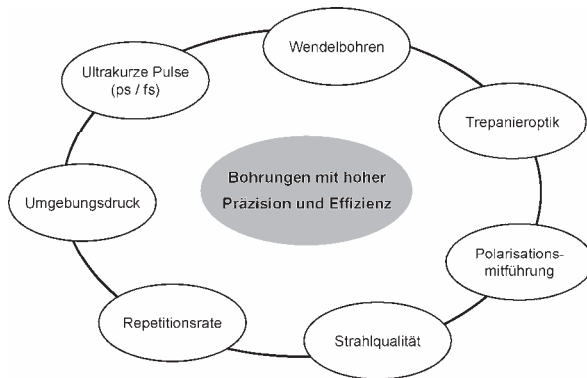 Wendelbohren
Ultrakurze Pulse
(ps / fs)
Trepanieroptik
Bohrungen mit hoher
Präzision und Effizienz
Umgebungsdruck
Polarisations-
mitführung
Repetitionsrate
Strahlqualität